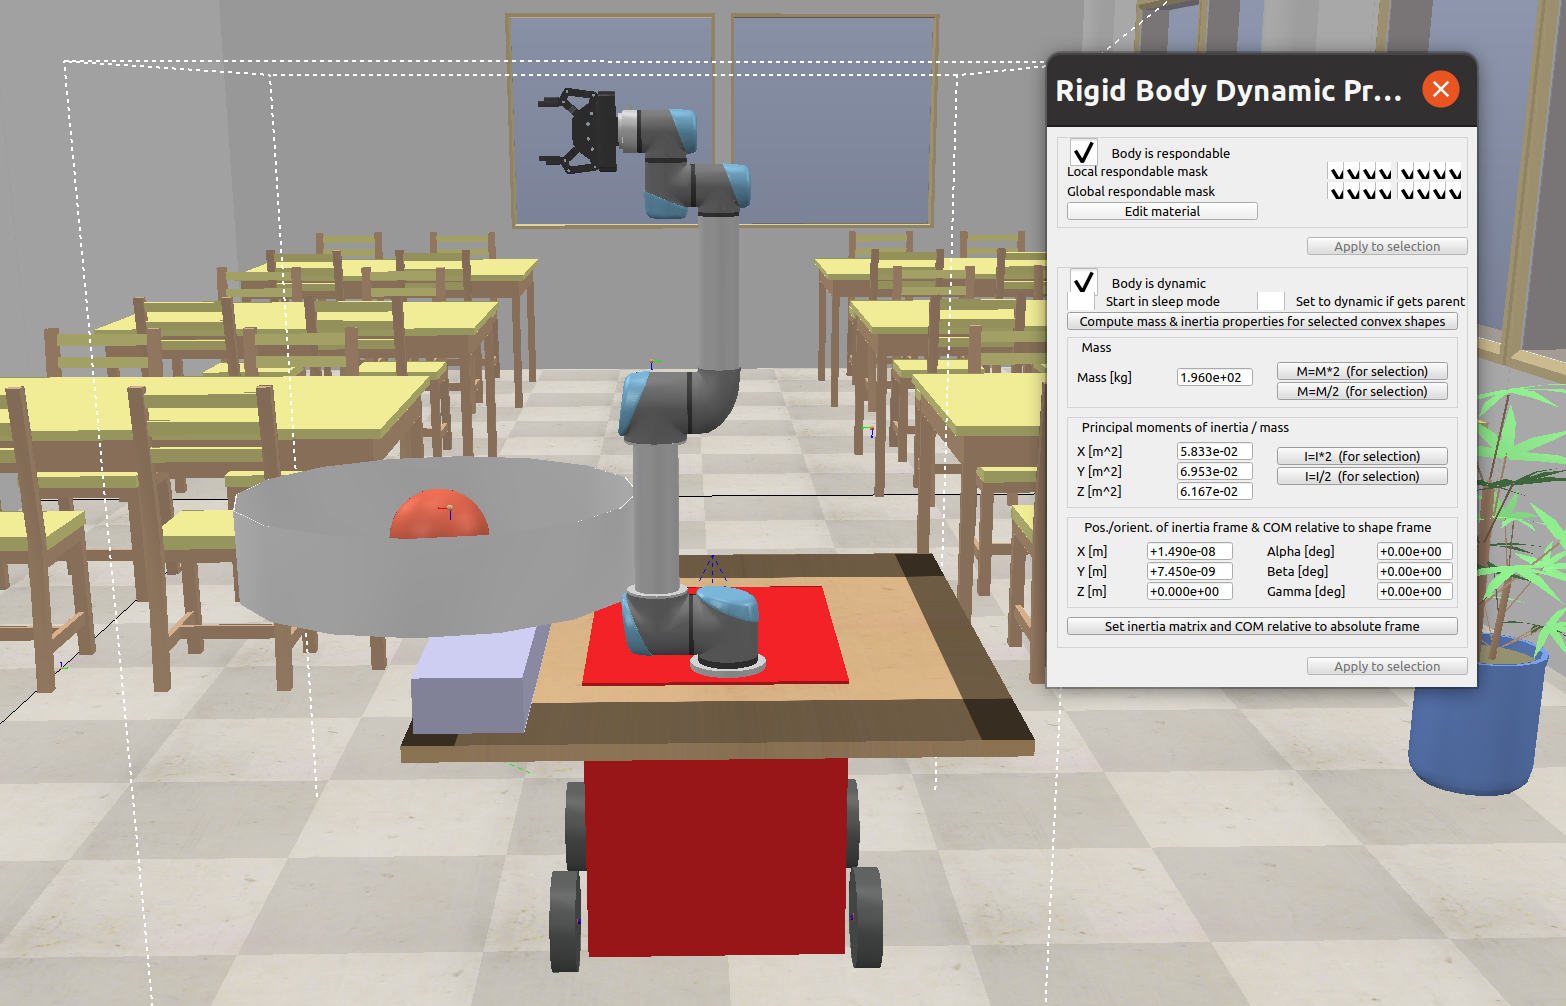 Rigid Body Dynamic Pr...
Body is respondable
Local respondable mask
Global respondable mask
Edit material
Apply to selection
Body is dynamic
Start in sleep mode Set to dynamic if gets parent
Compute mass & inertia properties for selected convex shapes
Mass
Mass [kg] 1.960e+02 M=M*2 (for selection)
M=M/2 (for selection)
Principal moments of inertia / mass
X [m^2] 5.833e-02 I=I*2 (for selection)
Y [m^2] 6.953e-02 I=I/2 (for selection)
Z [m^2] 6.167e-02
Pos./orient. of inertia frame & COM relative to shape frame
X [m] +1.490e-08 Alpha [deg] +0.00e+00
Y [m] +7.450e-09 Beta [deg] +0.00e+00
Z [m] +0.000e+00 Gamma [deg] +0.00e+00
Set inertia matrix and COM relative to absolute frame
Apply to selection